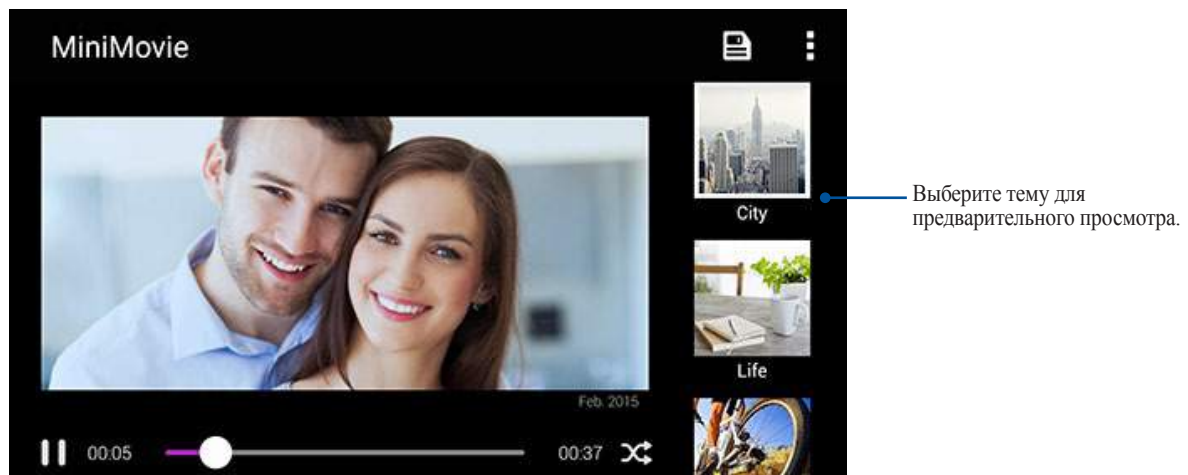 MiniMovie
City
Выберите тему для
предварительного просмотра.
Life
Feb. 2015
00:05
00:37